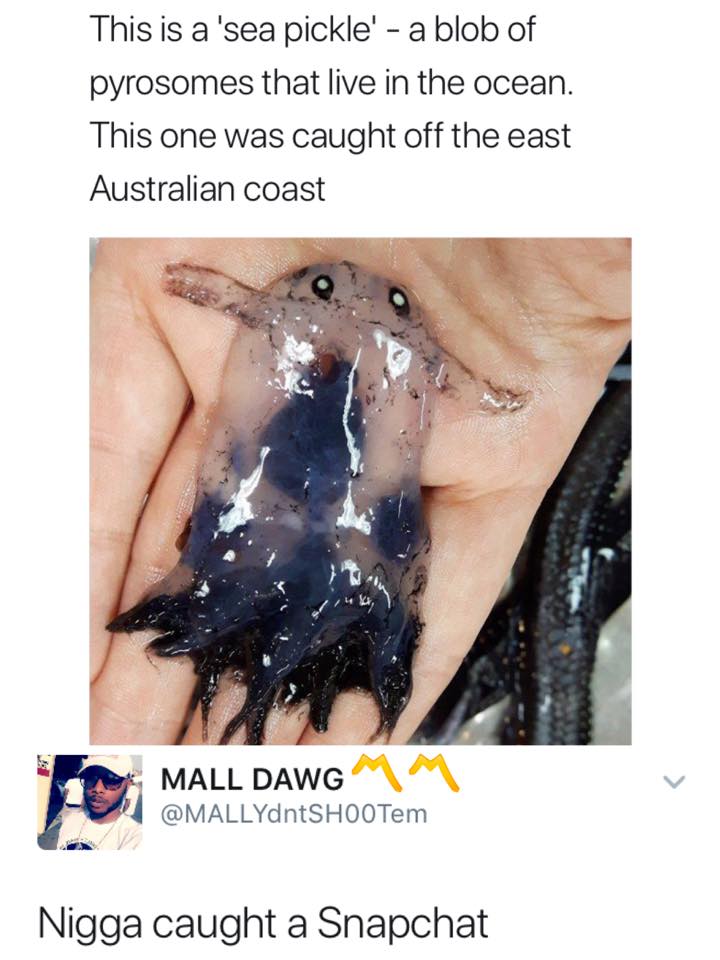 This is a 'sea pickle' - a blob of
pyrosomes that live in the ocean.
This one was caught off the east
Australian coast
MALL DAWG〽️〽️
@MALLYdntSH00Tem
Nigga caught a Snapchat